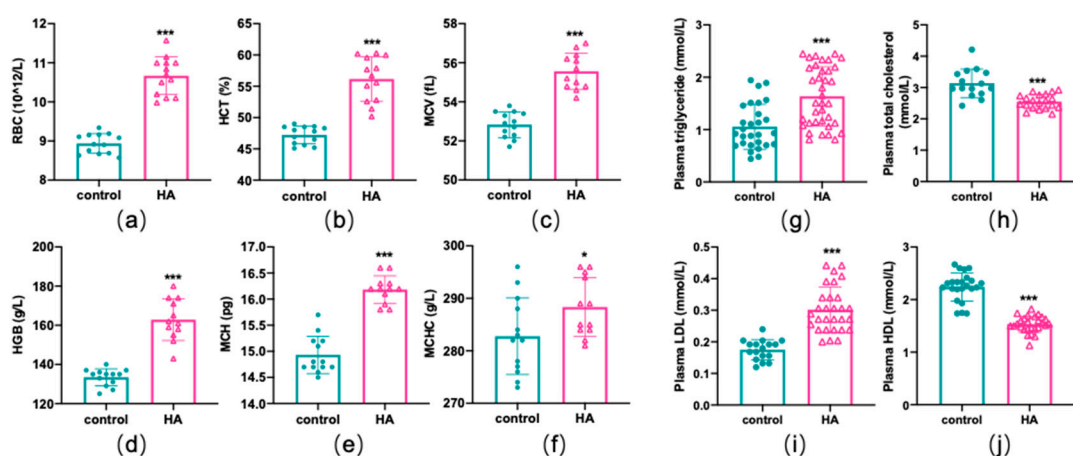 RBC (10^12/L)
12
11
10
9
8
***
control
HA
(a)
HCT (%)
65
60
55
50
45
40
***
control
HA
(b)
MCV (fL)
58
56
54
52
50
***
control
HA
(c)
Plasma triglyceride (mmol/L)
3
2
1
0
***
control
HA
(g)
Plasma total cholesterol
(mmol/L)
5
4
3
2
1
0
***
control
HA
(h)
HGB (g/L)
200
180
160
140
120
***
control
HA
(d)
MCH (pg)
17.0
16.5
16.0
15.5
15.0
14.5
14.0
***
control
HA
(e)
MCHC (g/L)
300
290
280
270
*
control
HA
(f)
Plasma LDL (mmol/L)
0.5
0.4
0.3
0.2
0.1
0.0
***
control
HA
(i)
Plasma HDL (mmol/L)
3
2
1
0
***
control
HA
(j)